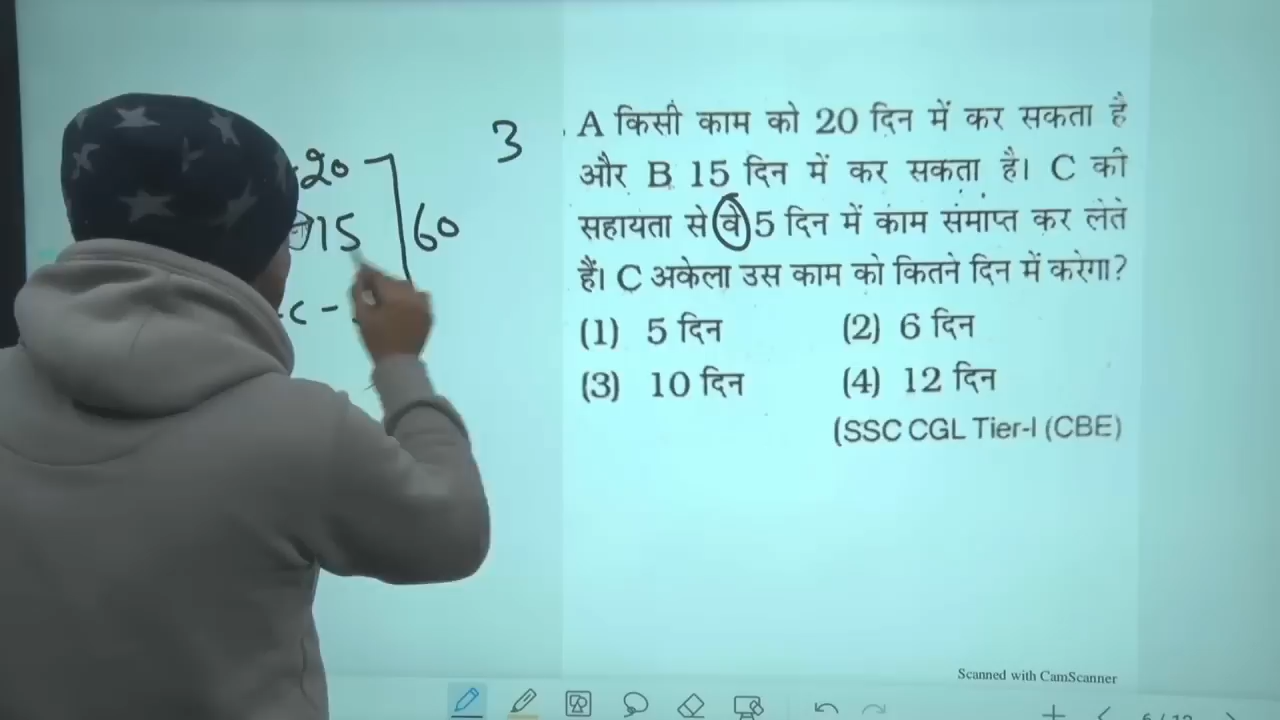 20
15
60
c -
3
A किसी काम को 20 दिन में कर सकता है
और B 15 दिन में कर सकता है। C की
सहायता से वे 5 दिन में काम समाप्त कर लेते
हैं। C अकेला उस काम को कितने दिन में करेगा?
(1) 5 दिन (2) 6 दिन
(3) 10 दिन (4) 12 दिन
(SSC CGL Tier-I (CBE)
Scanned with CamScanner